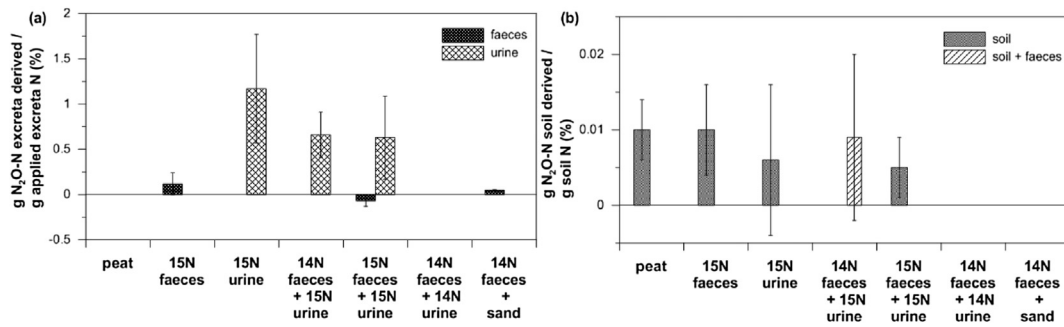 (a)
g N₂O-N excreta derived /
g applied excreta N (%)
2
1.5
1
0.5
0
-0.5
faeces
urine
peat
15N
faeces
15N
urine
14N
faeces
+ 15N
urine
15N
faeces
+ 15N
urine
14N
faeces
+ 14N
urine
14N
faeces
+
sand
(b)
g N₂O-N soil derived /
g soil N (%)
0.02
0.01
0
soil
soil + faeces
peat
15N
faeces
15N
urine
14N
faeces
+ 15N
urine
15N
faeces
+ 15N
urine
14N
faeces
+ 14N
urine
14N
faeces
+
sand